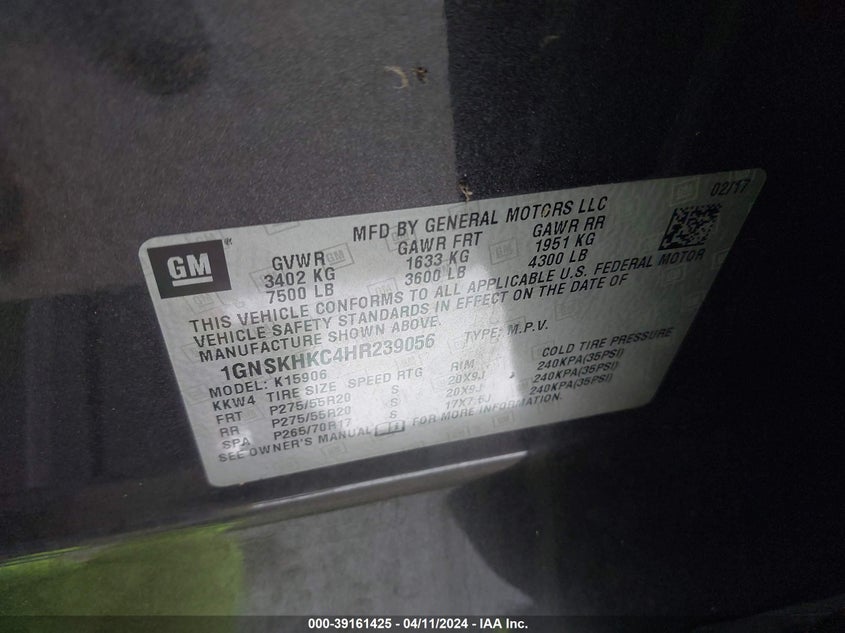 02/17
MFD BY GENERAL MOTORS LLC
GM
GVWR GAWR FRT GAWR RR
3402 KG 1633 KG 1951 KG
7500 LB 3600 LB 4300 LB
THIS VEHICLE CONFORMS TO ALL APPLICABLE U.S. FEDERAL MOTOR
VEHICLE SAFETY STANDARDS IN EFFECT ON THE DATE OF
MANUFACTURE SHOWN ABOVE.
1GNSKHKC4HR239056 TYPE: M.P.V.
MODEL: K15906
KKW4 TIRE SIZE SPEED RTG RIM COLD TIRE PRESSURE
FRT P275/55R20 S 20X9J 240KPA(35PSI)
RR P275/55R20 S 20X9J 240KPA(35PSI)
SPA P265/70R17 S 17X7.5J 240KPA(35PSI)
SEE OWNER'S MANUAL FOR MORE INFORMATION.
000-39161425 - 04/11/2024 - IAA Inc.